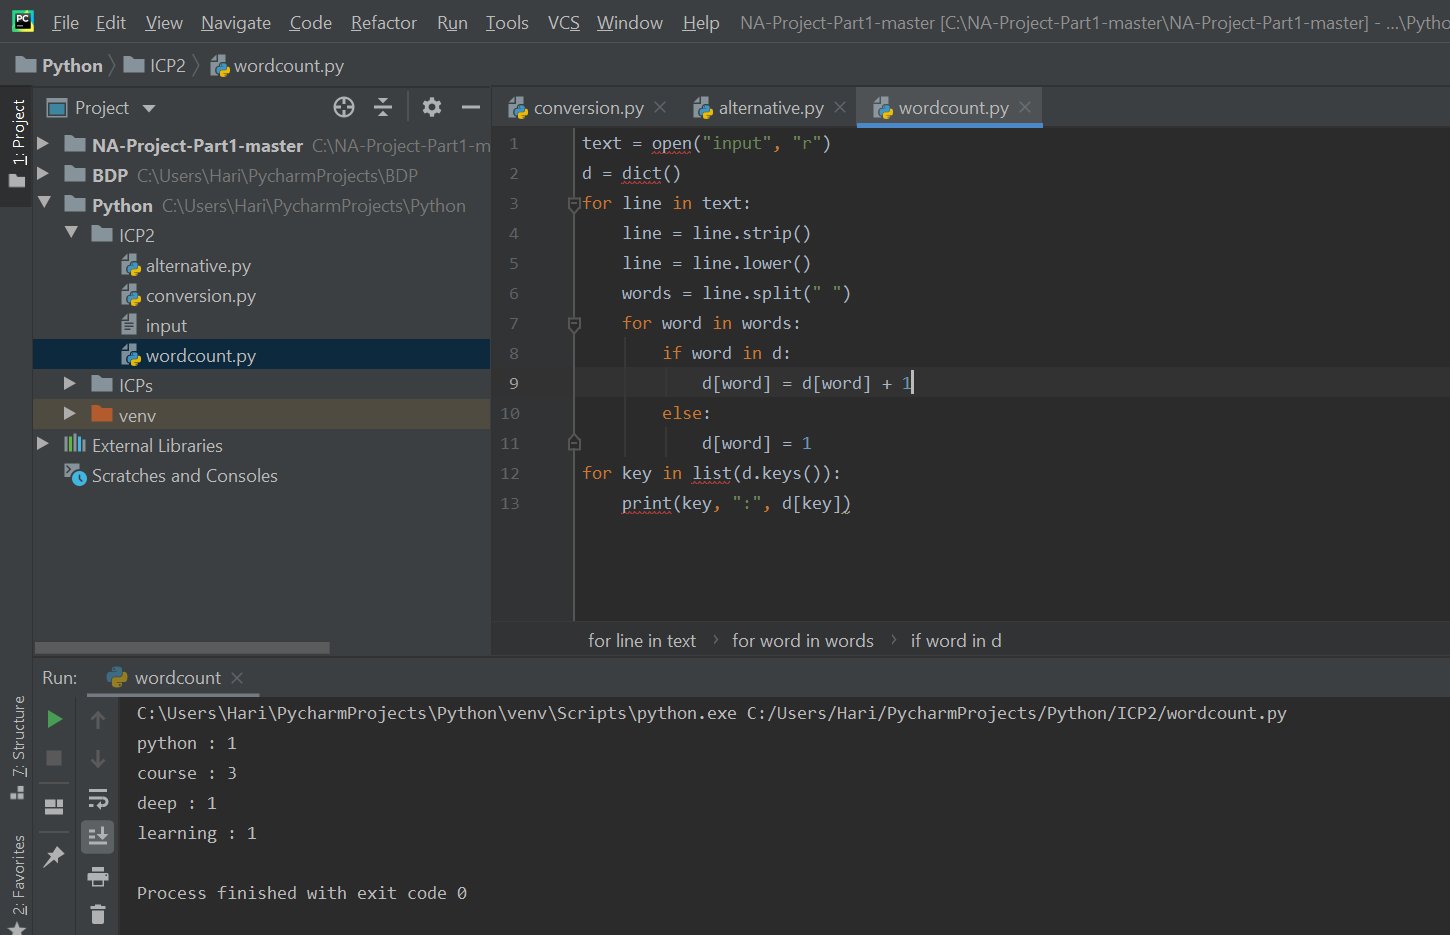 PC File Edit View Navigate Code Refactor Run Tools VCS Window Help NA-Project-Part1-master [C:\NA-Project-Part1-master\NA-Project-Part1-master] - ...\Pytho
Python ICP2 wordcount.py
1: Project
Project
NA-Project-Part1-master C:\NA-Project-Part1-m
BDP C:\Users\Hari\PycharmProjects\BDP
Python C:\Users\Hari\PycharmProjects\Python
ICP2
alternative.py
conversion.py
input
wordcount.py
ICPs
venv
External Libraries
Scratches and Consoles
conversion.py alternative.py wordcount.py
1 text = open("input", "r")
2 d = dict()
3 for line in text:
4 line = line.strip()
5 line = line.lower()
6 words = line.split(" ")
7 for word in words:
8 if word in d:
9 d[word] = d[word] + 1
10 else:
11 d[word] = 1
12 for key in list(d.keys()):
13 print(key, ":", d[key])
for line in text for word in words if word in d
Run: wordcount
7: Structure
2: Favorites
C:\Users\Hari\PycharmProjects\Python\venv\Scripts\python.exe C:/Users/Hari/PycharmProjects/Python/ICP2/wordcount.py
python : 1
course : 3
deep : 1
learning : 1
Process finished with exit code 0